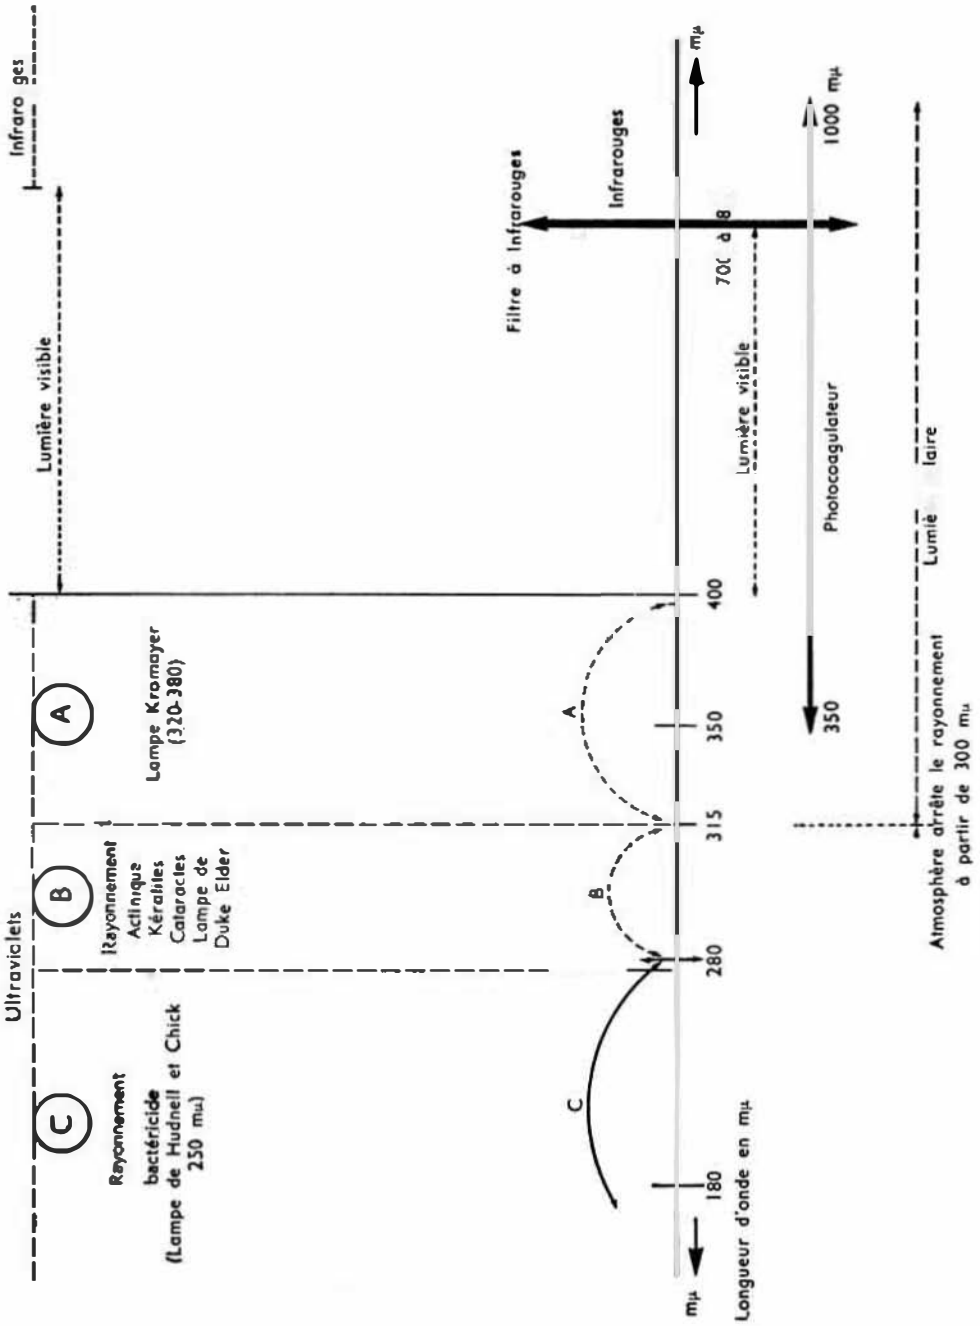 Ultraviolets
Infraro ges
Lumière visible
C
B
A
Rayonnement
bactéricide
(Lampe de Hudnell et Chick
250 mµ)
Rayonnement
Actinique
Kératites
Cataractes
Lampe de
Duke Elder
Lampe Kromayer
(320-380)
Filtre à Infrarouges
Infrarouges
C
B
A
mµ
180
280
315
350
400
700 à 8
mµ
Longueur d'onde en mµ
Lumière visible
350
Photocoagulateur
1000 mµ
Lumiè laire
Atmosphère arrête le rayonnement
à partir de 300 mµ